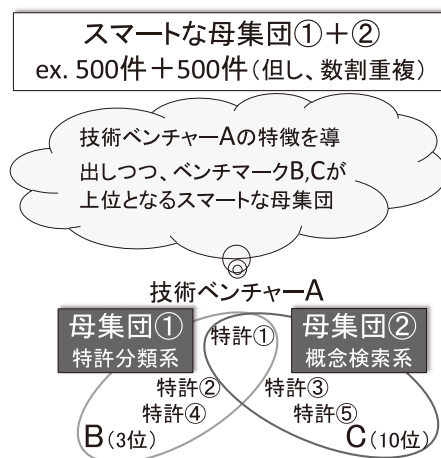 スマートな母集団①＋②
ex. 500件＋500件(但し、数割重複)
技術ベンチャーAの特徴を導
出しつつ、ベンチマークB,Cが
上位となるスマートな母集団
技術ベンチャーA
母集団①
特許分類系
特許①
母集団②
概念検索系
特許② 特許③
特許④ 特許⑤
B(3位) C(10位)